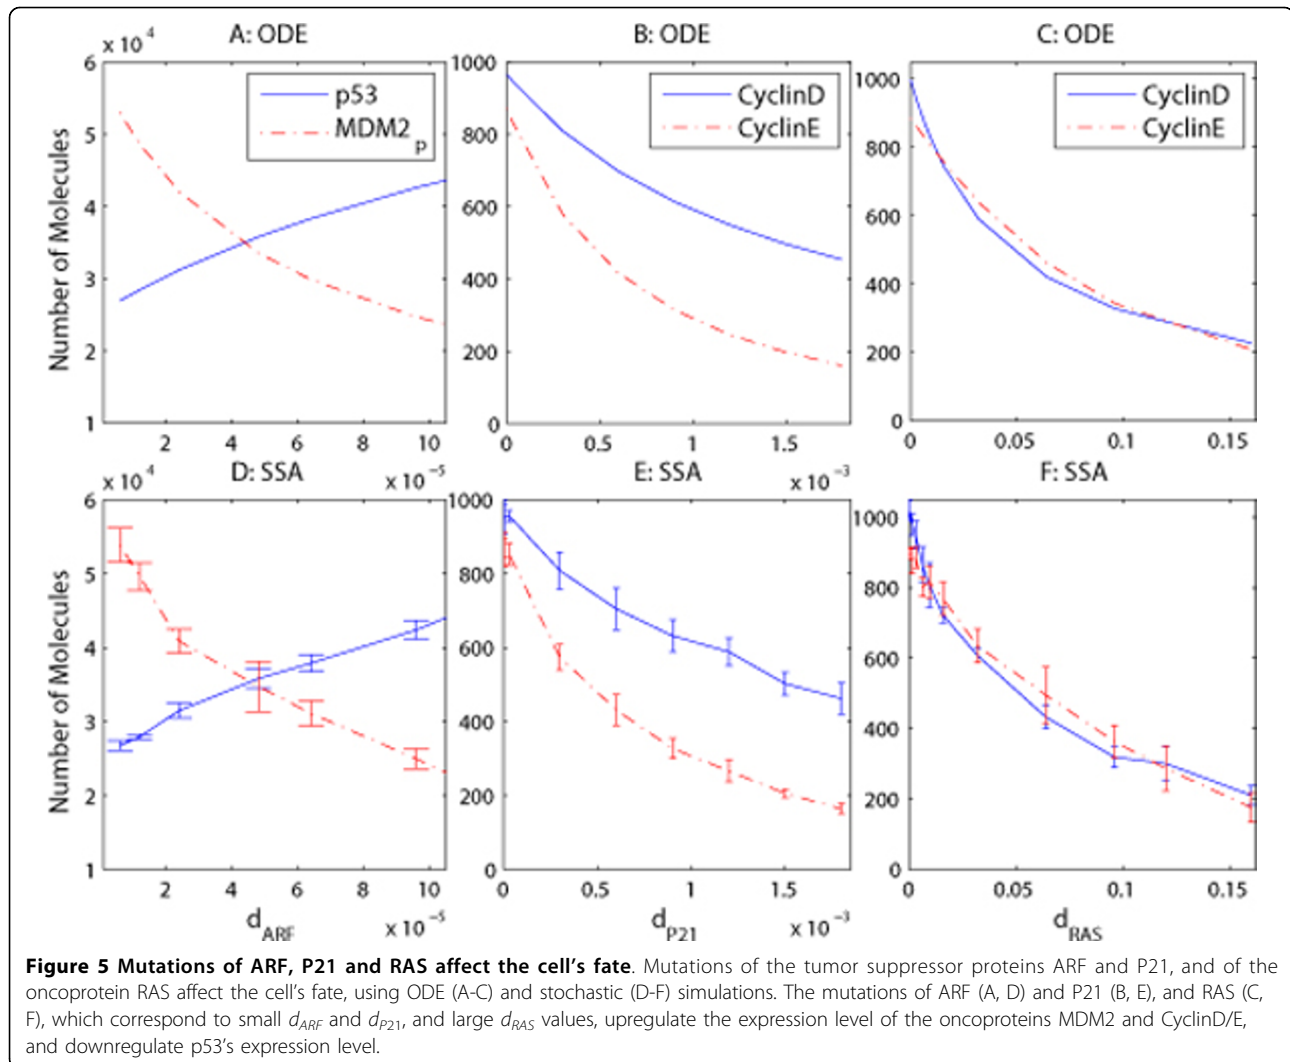 A: ODE
B: ODE
C: ODE
x 10^4
6
5
4
3
2
1
2
4
6
8
10
x 10^-5
p53
MDM2_P
Number of Molecules
1000
800
600
400
200
0
0
0.5
1
1.5
x 10^-3
CyclinD
CyclinE
1000
800
600
400
200
0
0
0.05
0.1
0.15
CyclinD
CyclinE
D: SSA
E: SSA
F: SSA
x 10^4
6
5
4
3
2
1
2
4
6
8
10
d_ARF
x 10^-5
Number of Molecules
1000
800
600
400
200
0
0
0.5
1
1.5
d_P21
x 10^-3
1000
800
600
400
200
0
0
0.05
0.1
0.15
d_RAS
Figure 5 Mutations of ARF, P21 and RAS affect the cell's fate. Mutations of the tumor suppressor proteins ARF and P21, and of the
oncoprotein RAS affect the cell's fate, using ODE (A-C) and stochastic (D-F) simulations. The mutations of ARF (A, D) and P21 (B, E), and RAS (C,
F), which correspond to small d_ARF and d_P21, and large d_RAS values, upregulate the expression level of the oncoproteins MDM2 and CyclinD/E,
and downregulate p53's expression level.